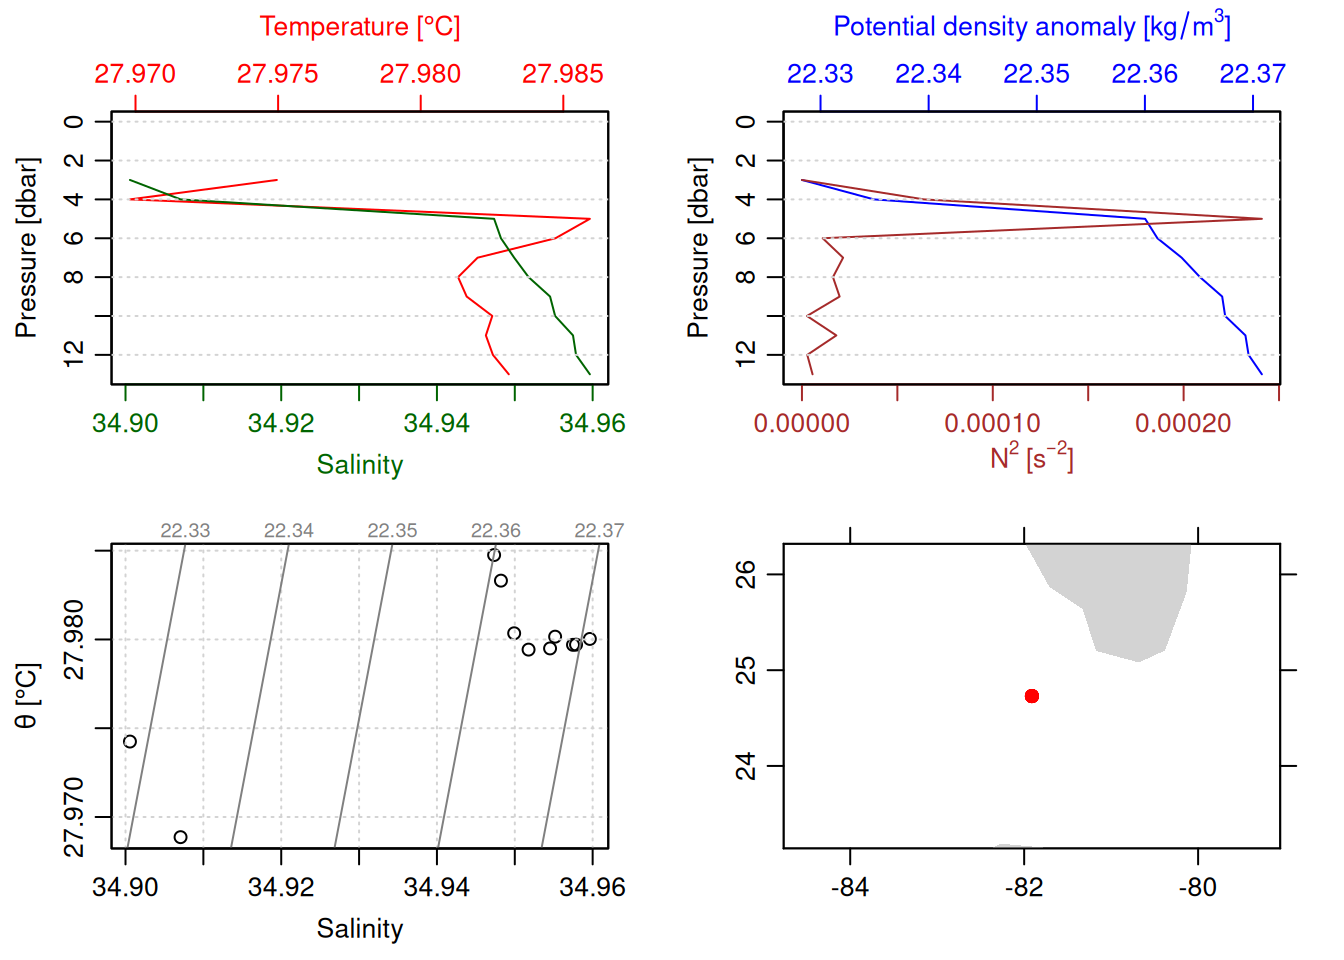 Temperature [°C]
27.970 27.975 27.980 27.985
Pressure [dbar]
0 2 4 6 8 12
34.90 34.92 34.94 34.96
Salinity
Potential density anomaly [kg/m³]
22.33 22.34 22.35 22.36 22.37
Pressure [dbar]
0 2 4 6 8 12
0.00000 0.00010 0.00020
N² [s⁻²]
22.33 22.34 22.35 22.36 22.37
θ [°C]
27.980
27.970
34.90 34.92 34.94 34.96
Salinity
26
25
24
-84 -82 -80